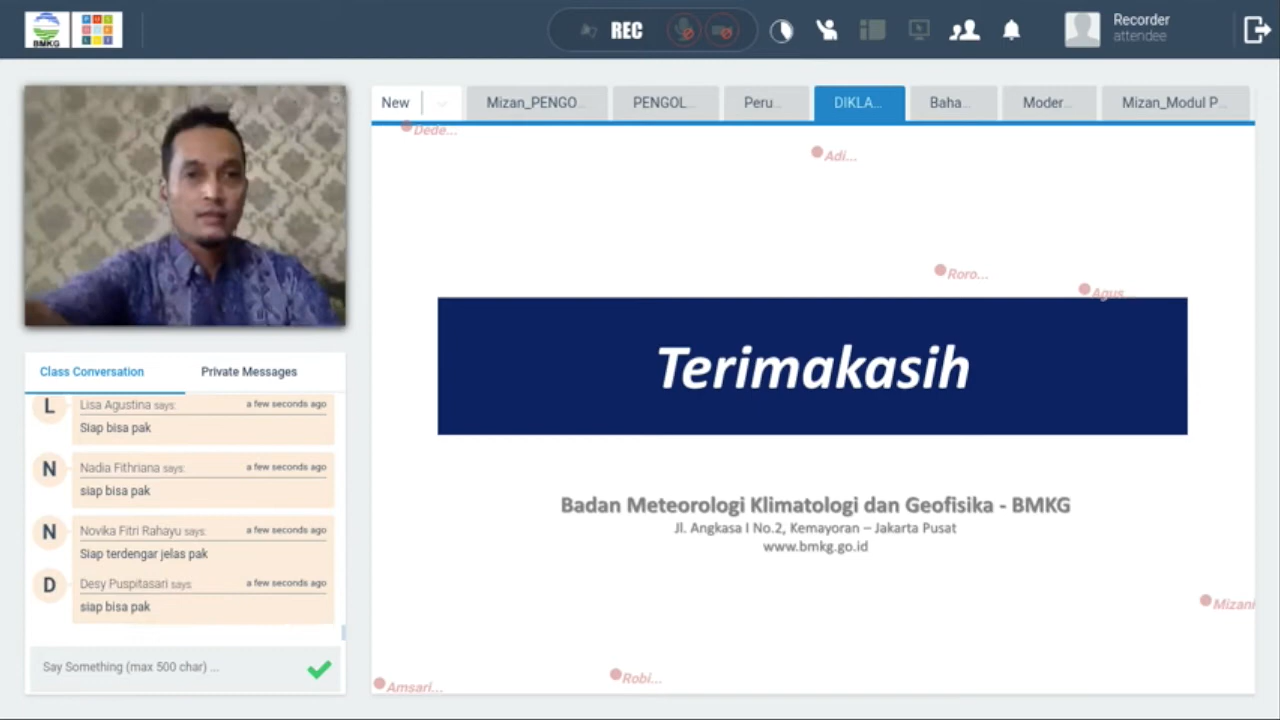 BMKG
REC
Recorder
attendee
New
Mizan_PENGO...
PENGOL...
Peru...
DIKLA...
Baha...
Moder...
Mizan_Modul P...
Dede...
Adi...
Roro...
Agus...
Terimakasih
Badan Meteorologi Klimatologi dan Geofisika - BMKG
Jl. Angkasa I No.2, Kemayoran – Jakarta Pusat
www.bmkg.go.id
Mizani
Robi...
Amsari...
Class Conversation
Private Messages
L
Lisa Agustina says:
a few seconds ago
Siap bisa pak
N
Nadia Fithriana says:
a few seconds ago
siap bisa pak
N
Novika Fitri Rahayu says:
a few seconds ago
Siap terdengar jelas pak
D
Desy Puspitasari says:
a few seconds ago
siap bisa pak
Say Something (max 500 char) ...